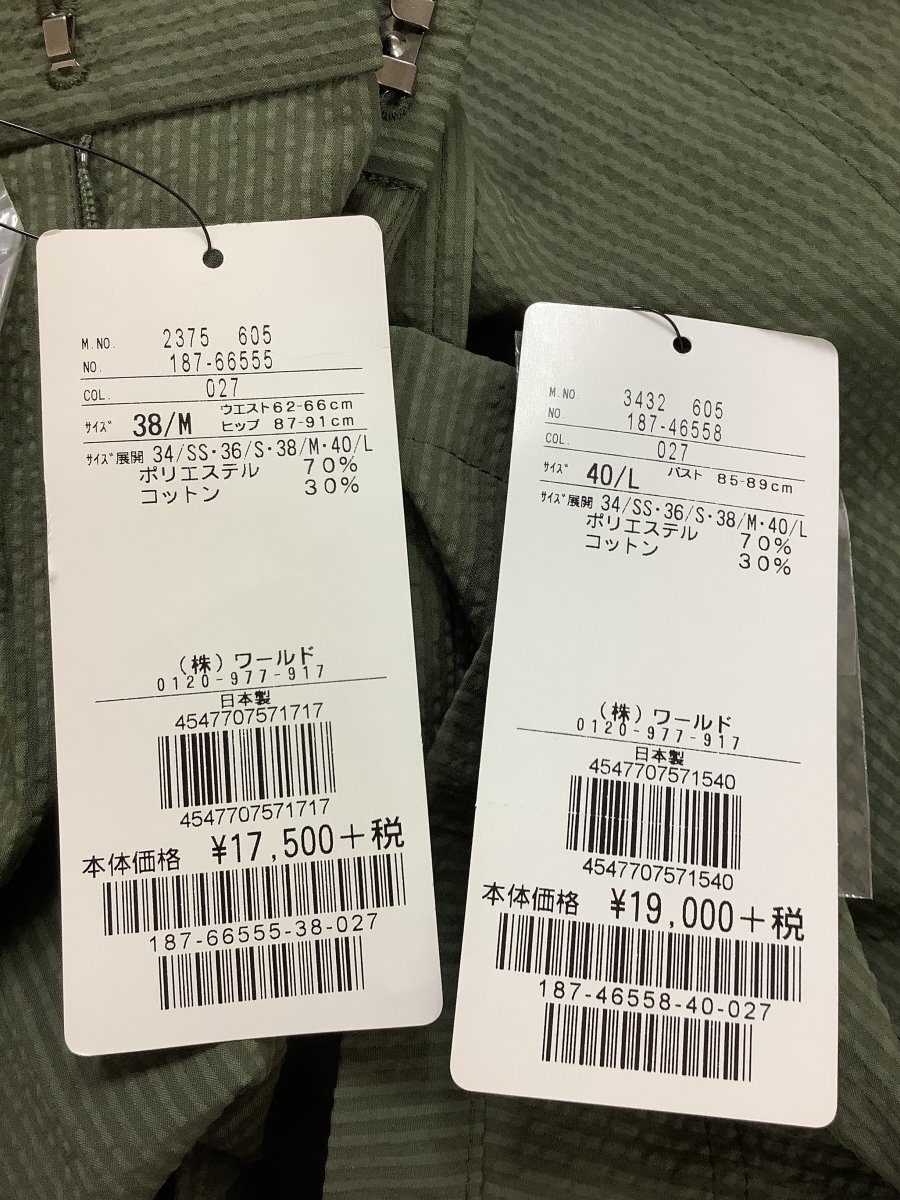 M.NO. 2375 605
NO. 187-66555
COL. 027
サイズ 38/M ウエスト62-66cm
ヒップ 87-91cm
サイズ展開 34/SS・36/S・38/M・40/L
ポリエステル 70%
コットン 30%
(株)ワールド
0120-977-917
日本製
4547707571717
4547707571717
本体価格 ¥17,500+税
187-66555-38-027
M.NO. 3432 605
NO. 187-46558
COL. 027
サイズ 40/L バスト 85-89cm
サイズ展開 34/SS・36/S・38/M・40/L
ポリエステル 70%
コットン 30%
(株)ワールド
0120-977-917
日本製
4547707571540
4547707571540
本体価格 ¥19,000+税
187-46558-40-027